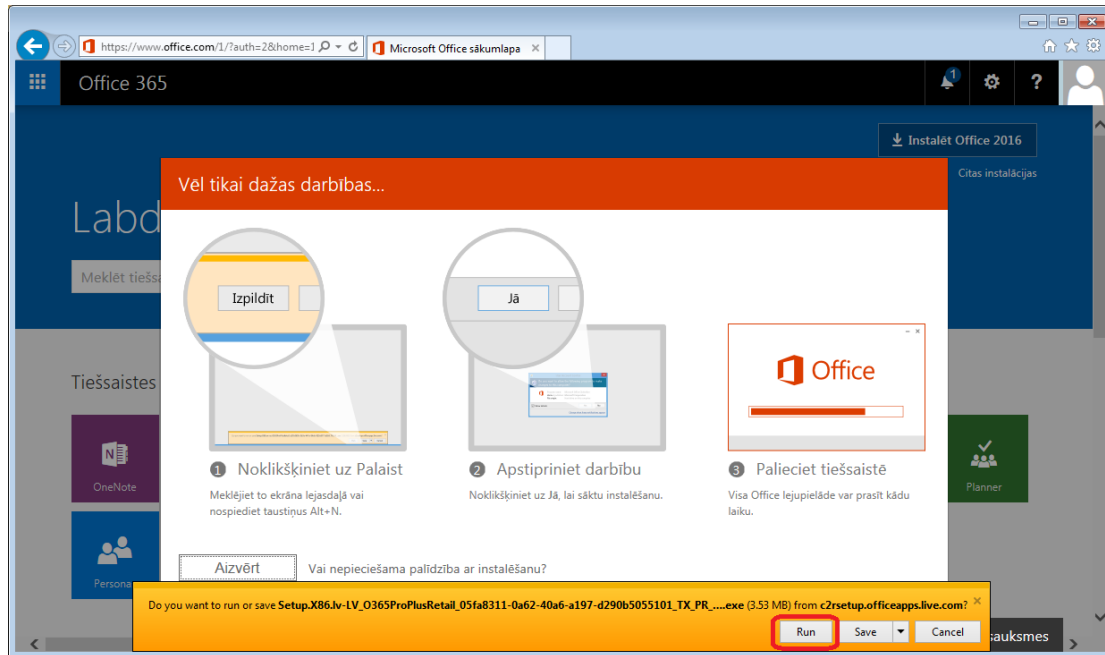 https://www.office.com/1/?auth=2&home=1
Microsoft Office sākumlapa
Office 365
1
?
Instalēt Office 2016
Citas instalācijas
Labd
Meklēt tiešsa
Vēl tikai dažas darbības...
Izpildīt
Jā
Office
1 Noklikšķiniet uz Palaist
Meklējiet to ekrāna lejasdaļā vai
nospiediet taustiņus Alt+N.
2 Apstipriniet darbību
Noklikšķiniet uz Jā, lai sāktu instalēšanu.
3 Palieciet tiešsaistē
Visa Office lejupielāde var prasīt kādu
laiku.
Tiešsaistes
OneNote
Planner
Persona
Aizvērt
Vai nepieciešama palīdzība ar instalēšanu?
Do you want to run or save Setup.X86.lv-LV_O365ProPlusRetail_05fa8311-0a62-40a6-a197-d290b5055101_TX_PR_....exe (3.53 MB) from c2rsetup.officeapps.live.com?
Run
Save
Cancel
sauksmes